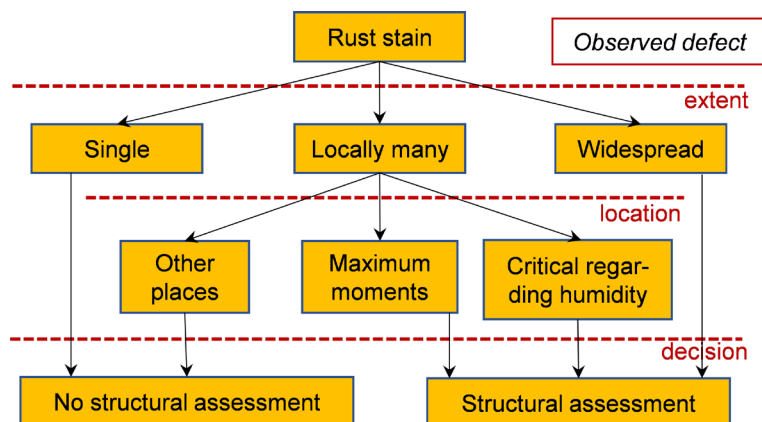 Rust stain
Observed defect
extent
Single
Locally many
Widespread
location
Other
places
Maximum
moments
Critical regar-
ding humidity
decision
No structural assessment
Structural assessment